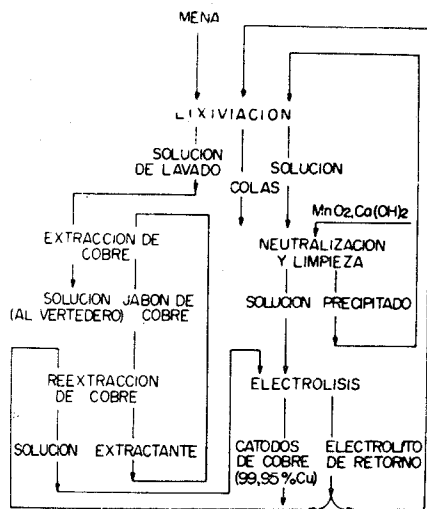 MENA
LIXIVIACION
SOLUCION
DE LAVADO
COLAS
SOLUCION
MnO2,Ca(OH)2
EXTRACCION DE
COBRE
NEUTRALIZACION
Y LIMPIEZA
SOLUCION
(AL VERTEDERO)
JABON DE
COBRE
SOLUCION
PRECIPITADO
REEXTRACCION
DE COBRE
ELECTROLISIS
SOLUCION
EXTRACTANTE
CATODOS
DE COBRE
(99,95%Cu)
ELECTROLITO
DE RETORNO